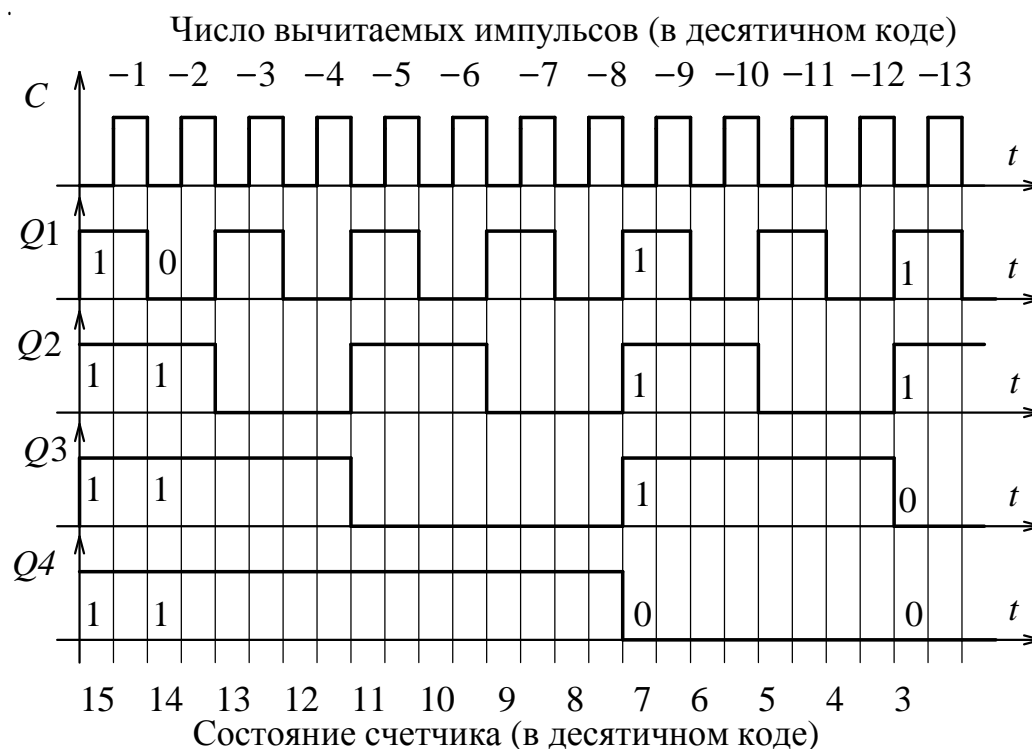 Число вычитаемых импульсов (в десятичном коде)
−1 −2 −3 −4 −5 −6 −7 −8 −9 −10 −11 −12 −13
C
t
Q1
1 0 1 1
t
Q2
1 1 1 1
t
Q3
1 1 1 0
t
Q4
1 1 0 0
t
15 14 13 12 11 10 9 8 7 6 5 4 3
Состояние счетчика (в десятичном коде)